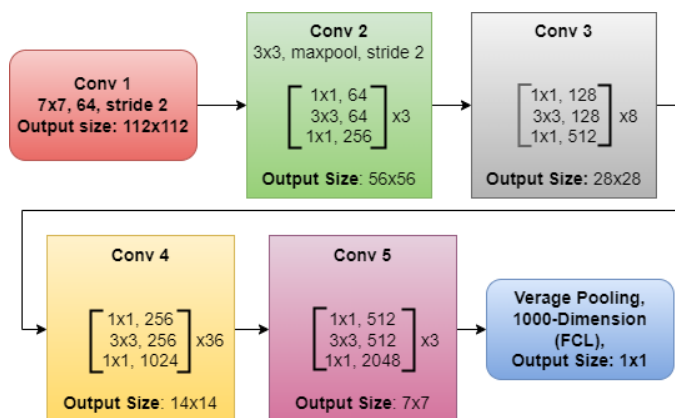 Conv 1
7x7, 64, stride 2
Output size: 112x112
Conv 2
3x3, maxpool, stride 2
1x1, 64
3x3, 64
1x1, 256
x3
Output Size: 56x56
Conv 3
1x1, 128
3x3, 128
1x1, 512
x8
Output Size: 28x28
Conv 4
1x1, 256
3x3, 256
1x1, 1024
x36
Output Size: 14x14
Conv 5
1x1, 512
3x3, 512
1x1, 2048
x3
Output Size: 7x7
Verage Pooling,
1000-Dimension
(FCL),
Output Size: 1x1